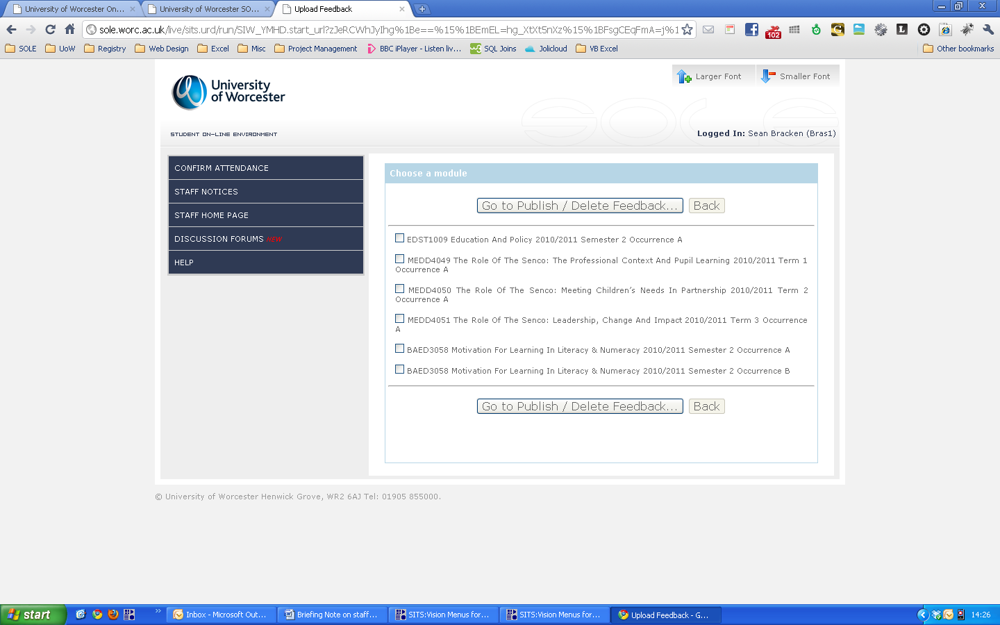 University of Worcester On...
University of Worcester SO...
Upload Feedback
sole.worc.ac.uk/live/sits.urd/run/SIW_YMHD.start_url?zJeRCWhJyIhg%1Be==%15%1BEmEL=hg_XtXt5nXz%15%1BFsgCEqFmA=j%1
102
SOLE
UoW
Registry
Web Design
Excel
Misc
Project Management
BBC iPlayer - Listen liv...
SQL Joins
Jolicloud
VB Excel
Other bookmarks
University
of Worcester
Larger Font
Smaller Font
SOLE
STUDENT ON-LINE ENVIRONMENT
Logged In: Sean Bracken (Bras1)
CONFIRM ATTENDANCE
STAFF NOTICES
STAFF HOME PAGE
DISCUSSION FORUMS NEW
HELP
Choose a module
Go to Publish / Delete Feedback... Back
EDST1009 Education And Policy 2010/2011 Semester 2 Occurrence A
MEDD4049 The Role Of The Senco: The Professional Context And Pupil Learning 2010/2011 Term 1
Occurrence A
MEDD4050 The Role Of The Senco: Meeting Children's Needs In Partnership 2010/2011 Term 2
Occurrence A
MEDD4051 The Role Of The Senco: Leadership, Change And Impact 2010/2011 Term 3 Occurrence
A
BAED3058 Motivation For Learning In Literacy & Numeracy 2010/2011 Semester 2 Occurrence A
BAED3058 Motivation For Learning In Literacy & Numeracy 2010/2011 Semester 2 Occurrence B
Go to Publish / Delete Feedback... Back
© University of Worcester Henwick Grove, WR2 6AJ Tel: 01905 855000.
start
Inbox - Microsoft Out...
Briefing Note on staff...
SITS:Vision Menus for...
SITS:Vision Menus for...
Upload Feedback - G...
14:26